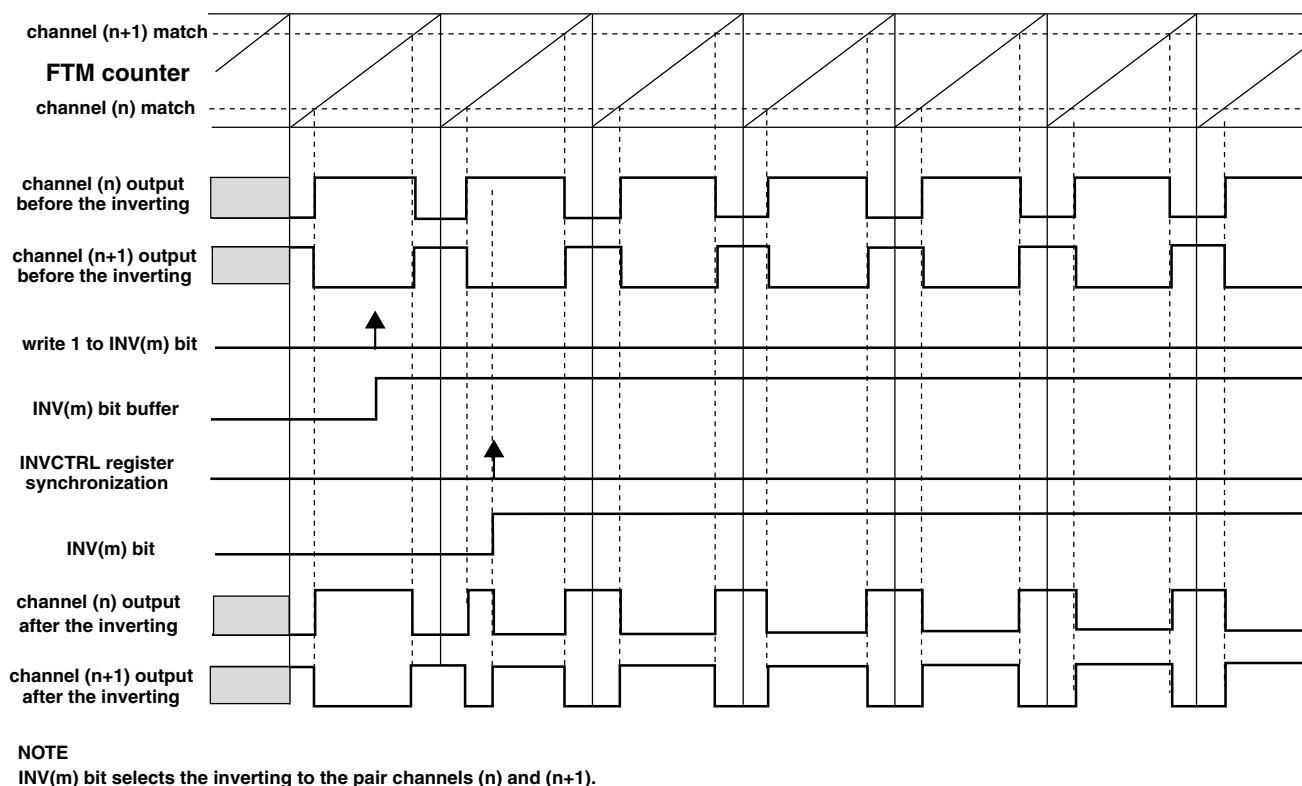 channel (n+1) match
FTM counter
channel (n) match
channel (n) output
before the inverting
channel (n+1) output
before the inverting
write 1 to INV(m) bit
INV(m) bit buffer
INVCTRL register
synchronization
INV(m) bit
channel (n) output
after the inverting
channel (n+1) output
after the inverting
NOTE
INV(m) bit selects the inverting to the pair channels (n) and (n+1).